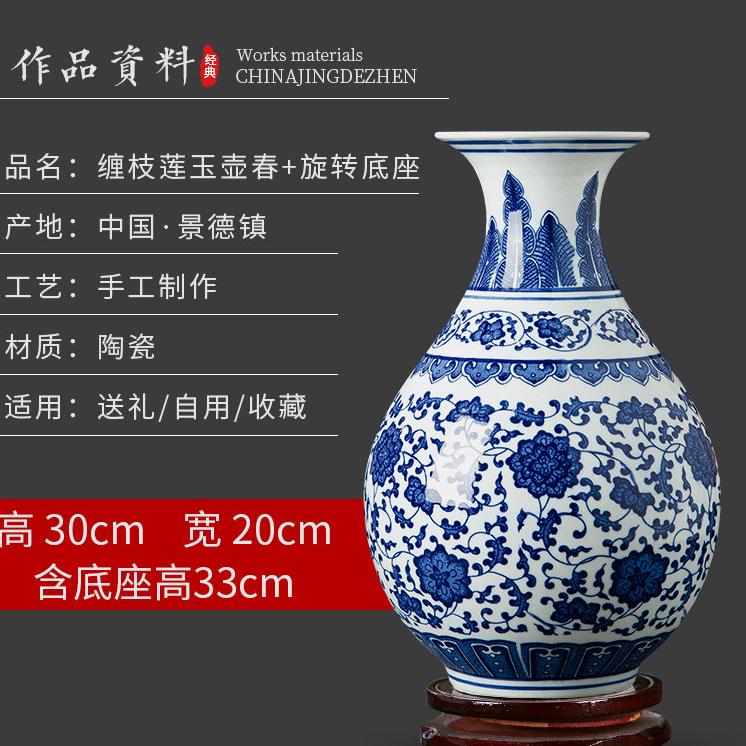 作品資料
经典
Works materials
CHINAJINGDEZHEN
品名：缠枝莲玉壶春+旋转底座
产地：中国·景德镇
工艺：手工制作
材质：陶瓷
适用：送礼/自用/收藏
高 30cm 宽 20cm
含底座高33cm